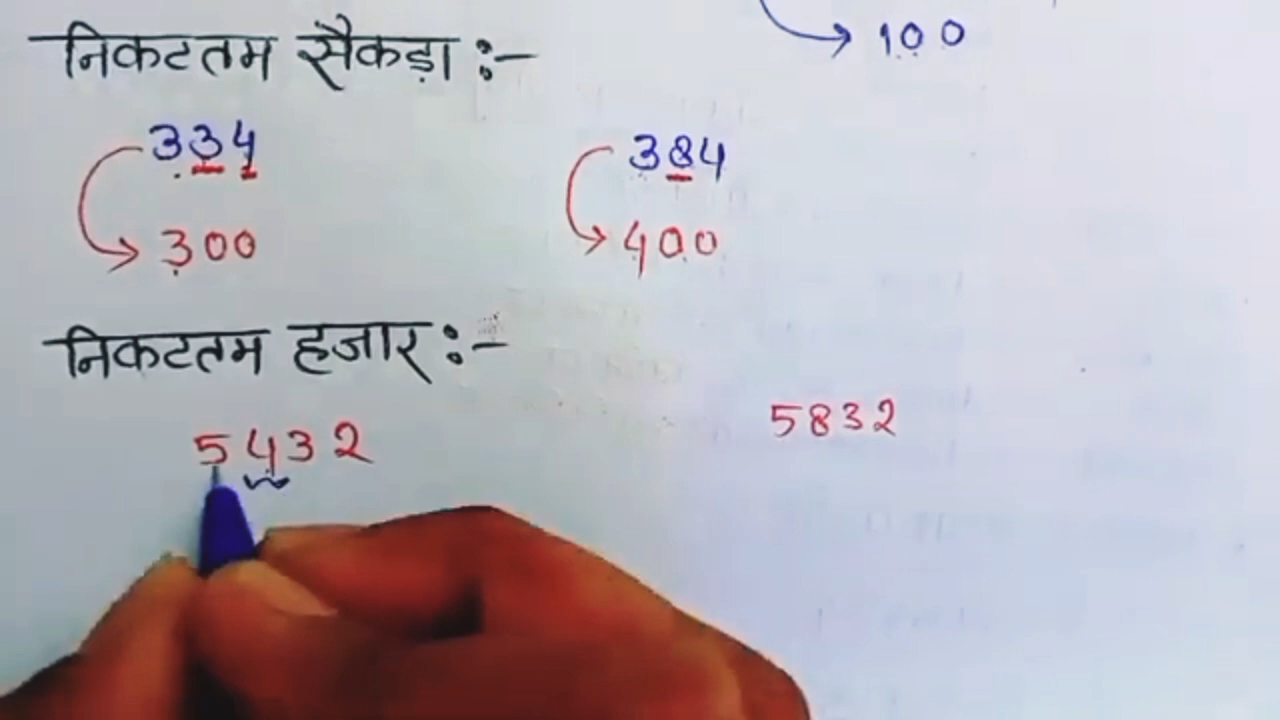 100
निकटतम सैकड़ा :-
334 384
300 400
निकटतम हजार :-
5432 5832